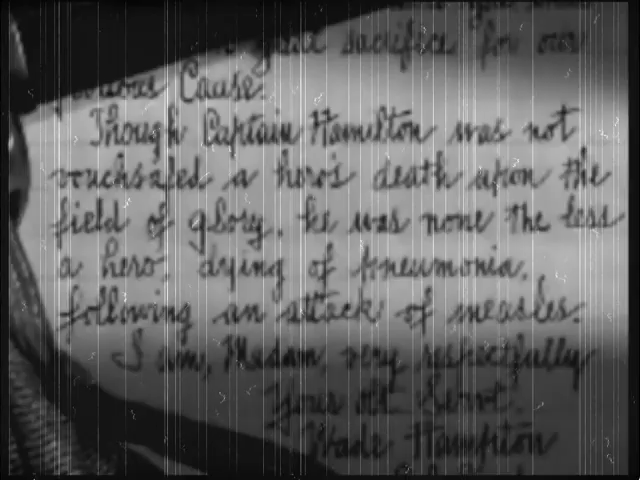 sacrifice for our
Cause.
Though Captain Hamilton was not
vouchsafed a hero's death upon the
field of glory, he was none the less
a hero, dying of pneumonia,
following an attack of measles.
I am, Madam, very respectfully
Your obt. Servt.
Wade Hampton